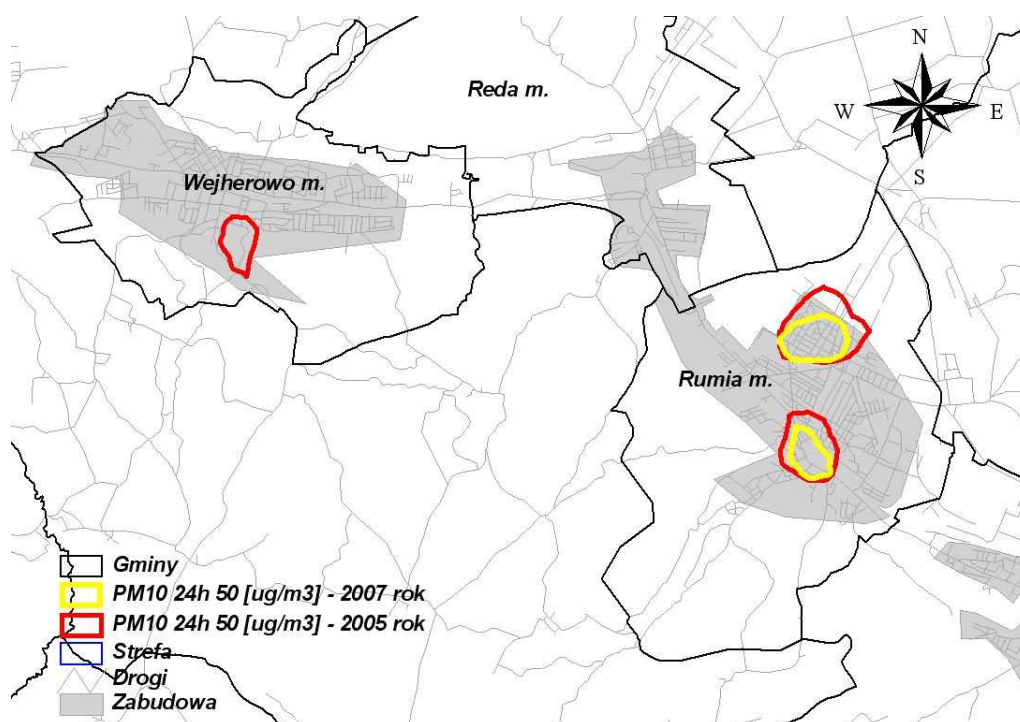 N
Reda m.
W
E
S
Wejherowo m.
Rumia m.
Gminy
PM10 24h 50 [ug/m3] - 2007 rok
PM10 24h 50 [ug/m3] - 2005 rok
Strefa
Drogi
Zabudowa